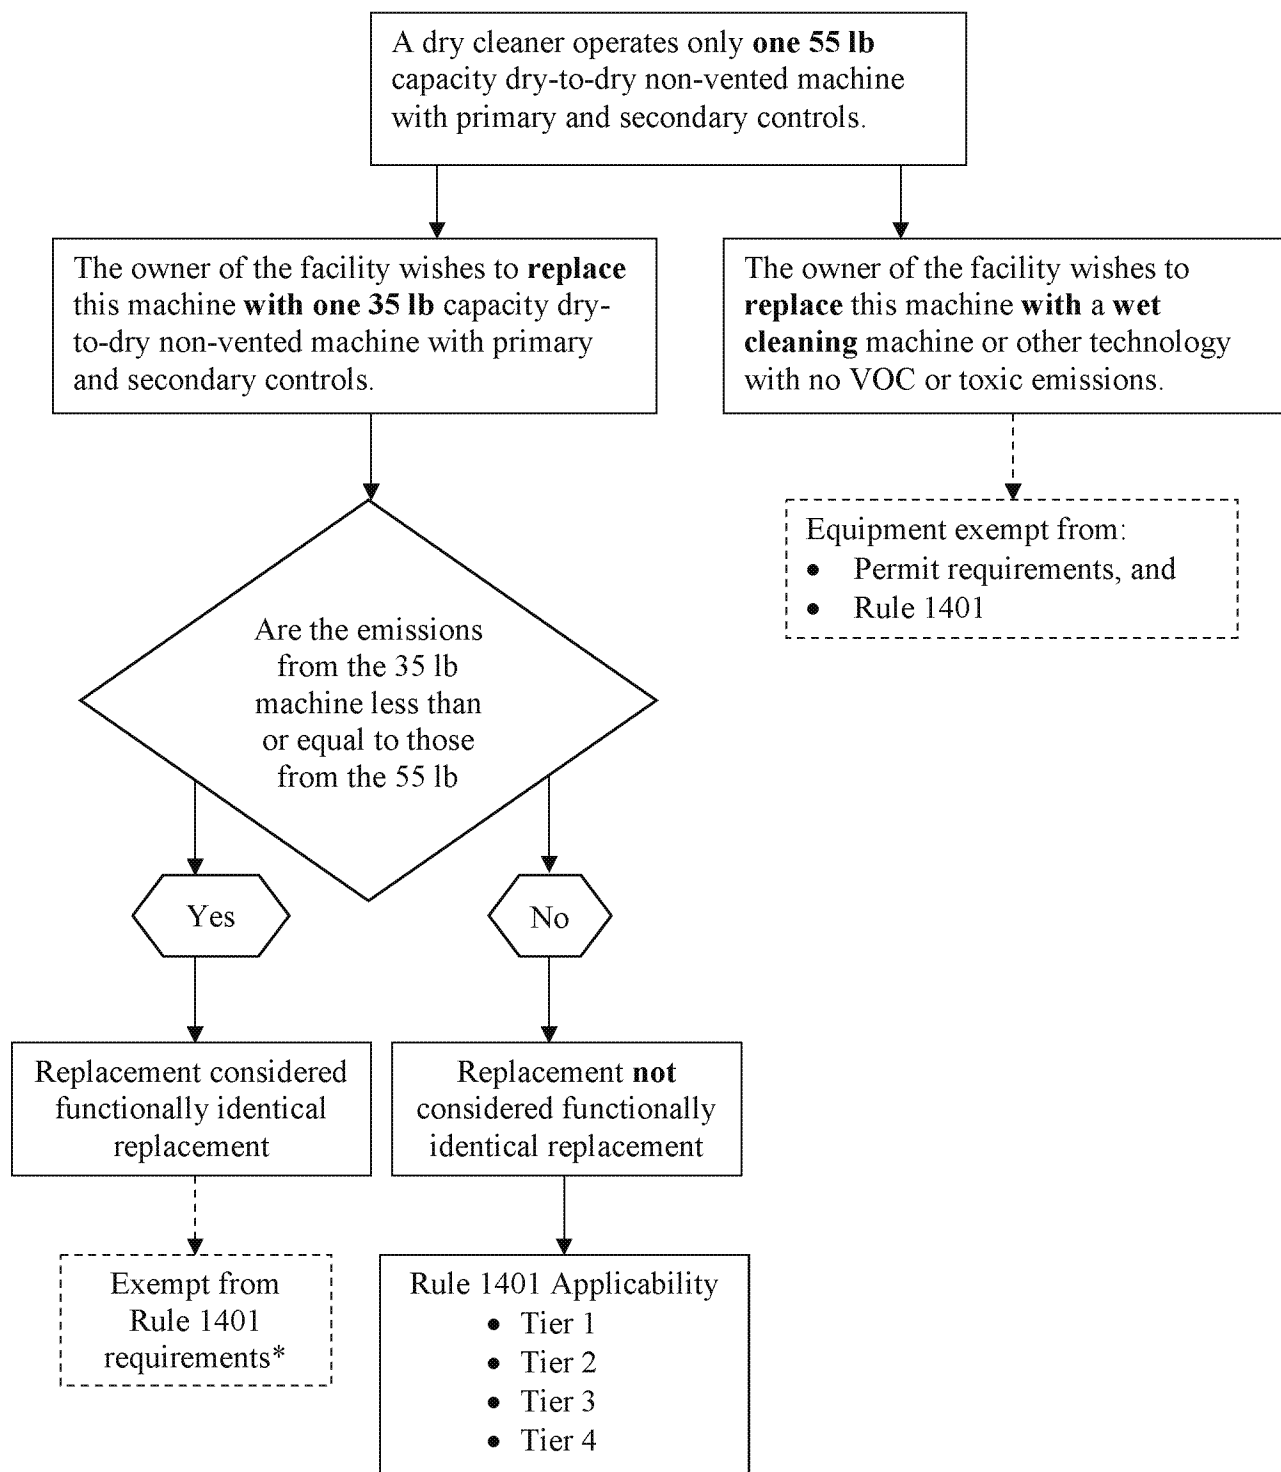 A dry cleaner operates only one 55 lb
capacity dry-to-dry non-vented machine
with primary and secondary controls.
The owner of the facility wishes to replace
this machine with one 35 lb capacity dry-
to-dry non-vented machine with primary
and secondary controls.
The owner of the facility wishes to
replace this machine with a wet
cleaning machine or other technology
with no VOC or toxic emissions.
Equipment exempt from:
• Permit requirements, and
• Rule 1401
Are the emissions
from the 35 lb
machine less than
or equal to those
from the 55 lb
Yes
No
Replacement considered
functionally identical
replacement
Replacement not
considered functionally
identical replacement
Exempt from
Rule 1401
requirements*
Rule 1401 Applicability
• Tier 1
• Tier 2
• Tier 3
• Tier 4